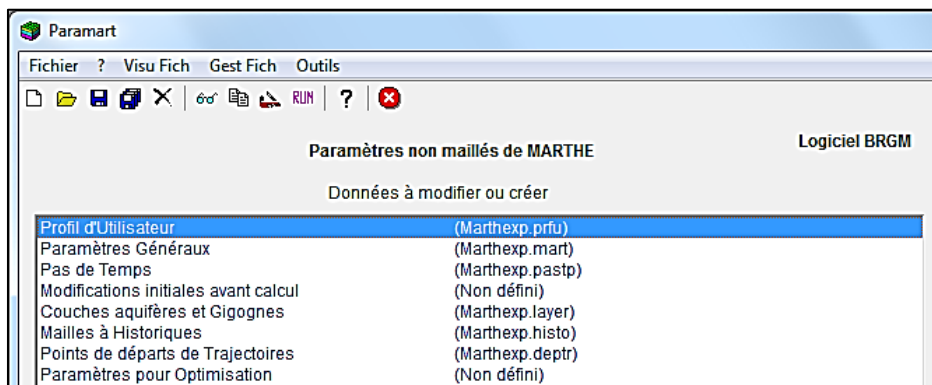 Paramart
Fichier ? Visu Fich Gest Fich Outils
RUN ?
Logiciel BRGM
Paramètres non maillés de MARTHE
Données à modifier ou créer
Profil d'Utilisateur (Marthexp.prfu)
Paramètres Généraux (Marthexp.mart)
Pas de Temps (Marthexp.pastp)
Modifications initiales avant calcul (Non défini)
Couches aquifères et Gigognes (Marthexp.layer)
Mailles à Historiques (Marthexp.histo)
Points de départs de Trajectoires (Marthexp.deptr)
Paramètres pour Optimisation (Non défini)